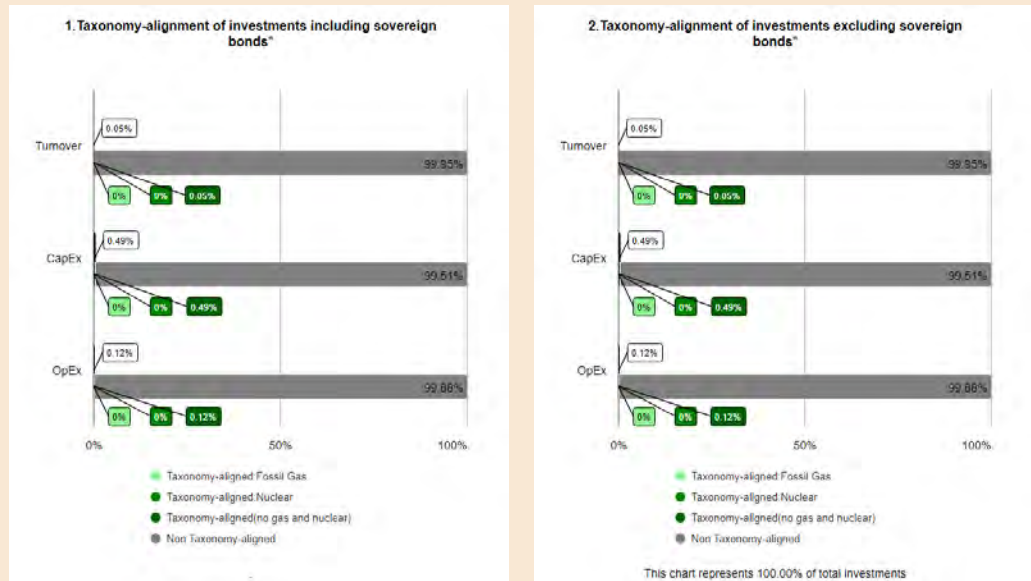 1.Taxonomy-alignment of investments including sovereign
bonds*
Turnover
0.05%
99.95%
0%
0%
0.05%
CapEx
0.49%
99.51%
0%
0%
0.49%
OpEx
0.12%
99.88%
0%
0%
0.12%
0%
50%
100%
Taxonomy-aligned:Fossil Gas
Taxonomy-aligned:Nuclear
Taxonomy-aligned(no gas and nuclear)
Non Taxonomy-aligned
2.Taxonomy-alignment of investments excluding sovereign
bonds*
Turnover
0.05%
99.95%
0%
0%
0.05%
CapEx
0.49%
99.51%
0%
0%
0.49%
OpEx
0.12%
99.88%
0%
0%
0.12%
0%
50%
100%
Taxonomy-aligned:Fossil Gas
Taxonomy-aligned:Nuclear
Taxonomy-aligned(no gas and nuclear)
Non Taxonomy-aligned
This chart represents 100.00% of total investments